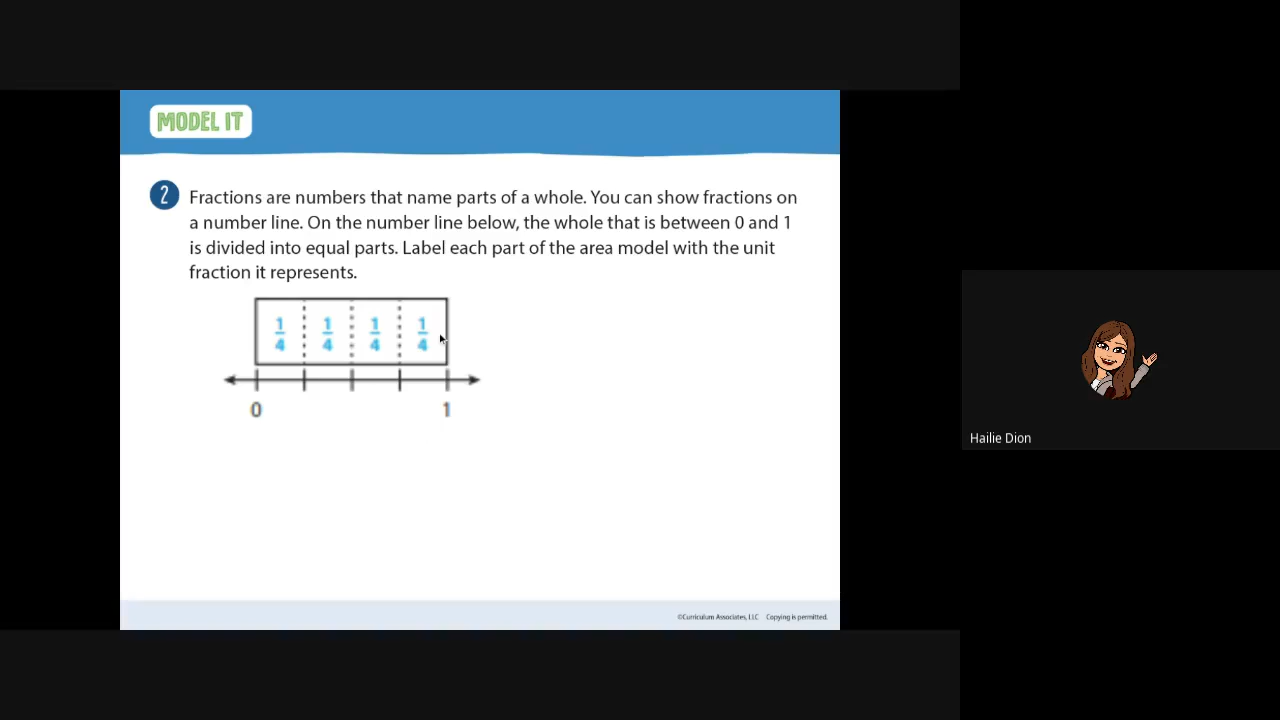 MODEL IT
2 Fractions are numbers that name parts of a whole. You can show fractions on
a number line. On the number line below, the whole that is between 0 and 1
is divided into equal parts. Label each part of the area model with the unit
fraction it represents.
1/4 1/4 1/4 1/4
0 1
Hailie Dion
©Curriculum Associates, LLC Copying is permitted.